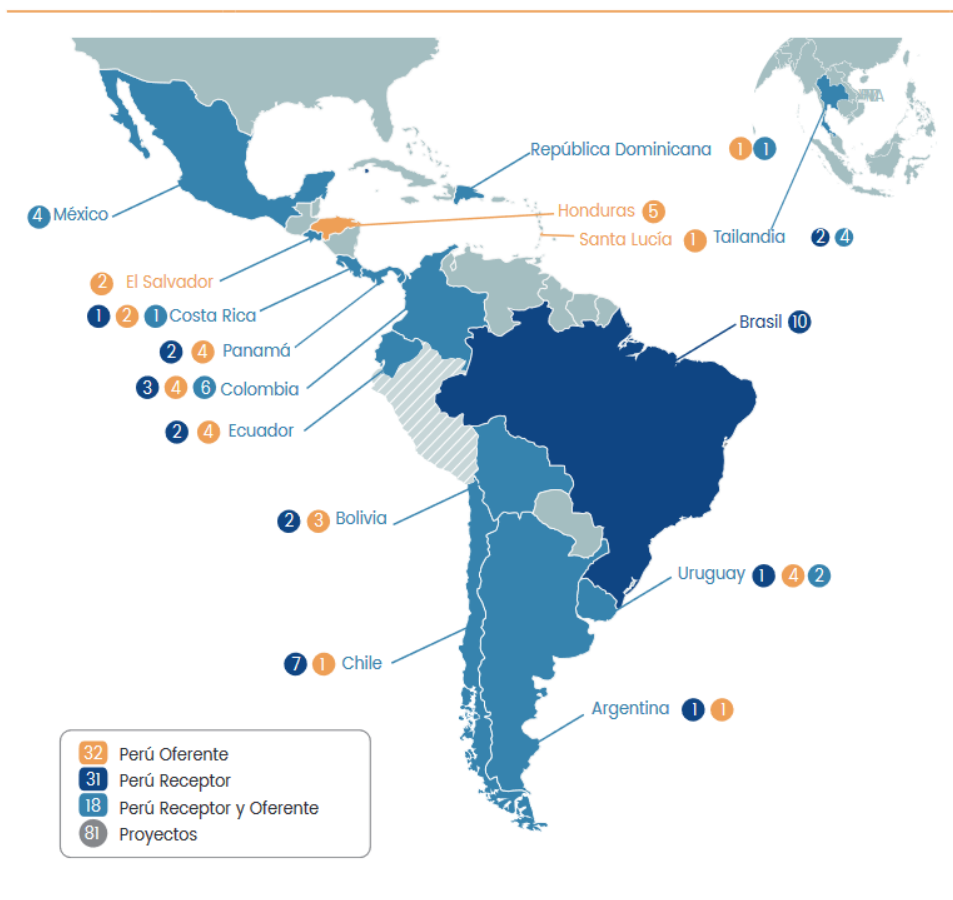 República Dominicana 1 1
4 México
Honduras 5
Santa Lucía 1
Tailandia 2 4
2 El Salvador
1 2 1 Costa Rica
Brasil 10
2 4 Panamá
3 4 6 Colombia
2 4 Ecuador
2 3 Bolivia
Uruguay 1 4 2
7 1 Chile
Argentina 1 1
32 Perú Oferente
31 Perú Receptor
18 Perú Receptor y Oferente
81 Proyectos